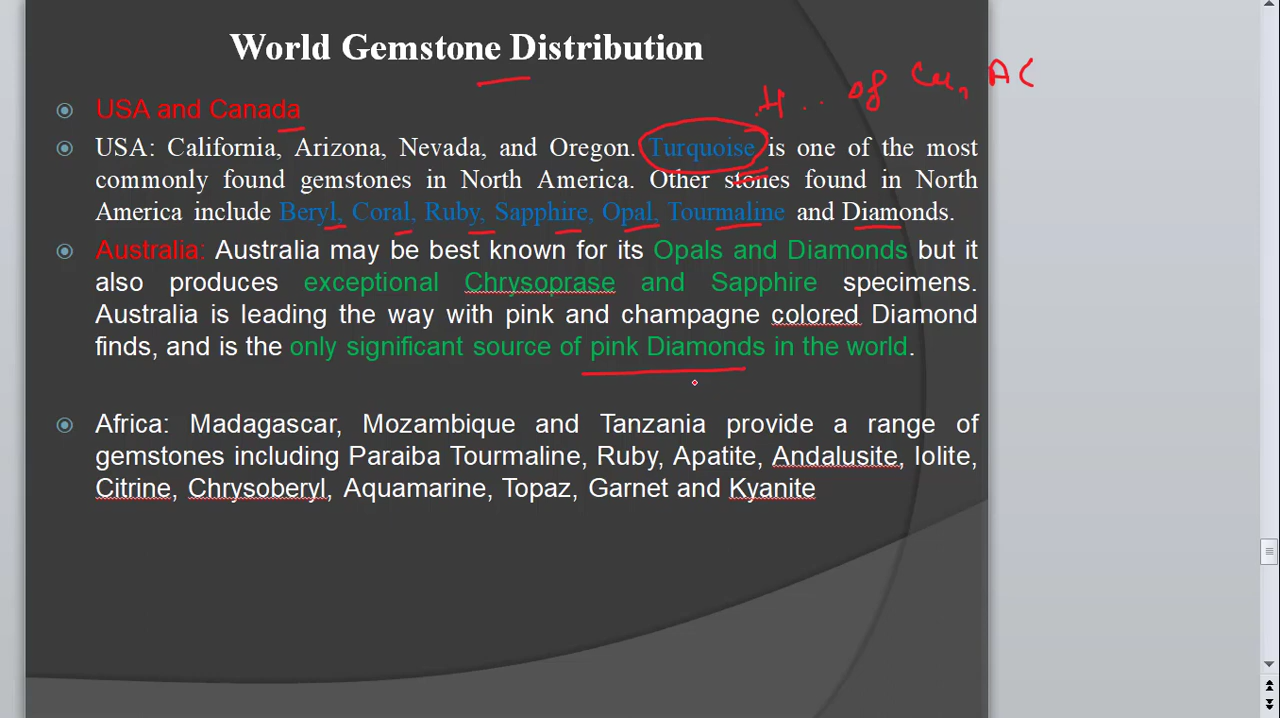 World Gemstone Distribution
of Cu,
USA and Canada
USA: California, Arizona, Nevada, and Oregon. Turquoise is one of the most
commonly found gemstones in North America. Other stones found in North
America include Beryl, Coral, Ruby, Sapphire, Opal, Tourmaline and Diamonds.
Australia: Australia may be best known for its Opals and Diamonds but it
also produces exceptional Chrysoprase and Sapphire specimens.
Australia is leading the way with pink and champagne colored Diamond
finds, and is the only significant source of pink Diamonds in the world.
Africa: Madagascar, Mozambique and Tanzania provide a range of
gemstones including Paraiba Tourmaline, Ruby, Apatite, Andalusite, Iolite,
Citrine, Chrysoberyl, Aquamarine, Topaz, Garnet and Kyanite